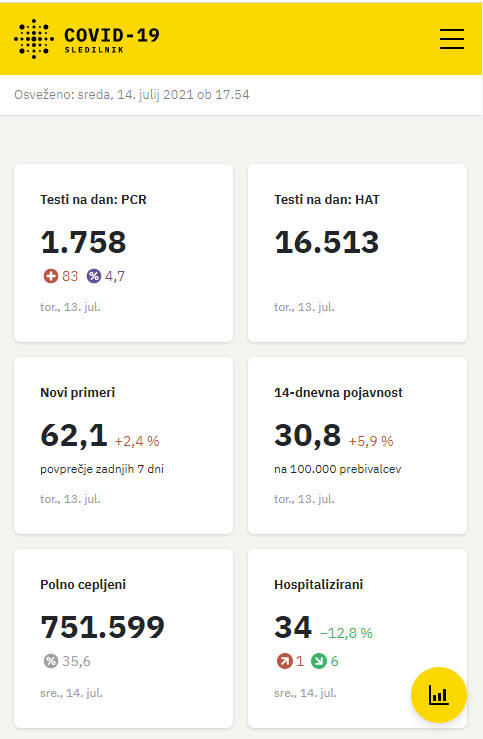 COVID-19
SLEDILNIK
Osveženo: sreda, 14. julij 2021 ob 17.54
Testi na dan: PCR
1.758
83 % 4,7
tor., 13. jul.
Testi na dan: HAT
16.513
tor., 13. jul.
Novi primeri
62,1 +2,4 %
povprečje zadnjih 7 dni
tor., 13. jul.
14-dnevna pojavnost
30,8 +5,9 %
na 100.000 prebivalcev
tor., 13. jul.
Polno cepljeni
751.599
% 35,6
sre., 14. jul.
Hospitalizirani
34 −12,8 %
1 6
sre., 14. jul.